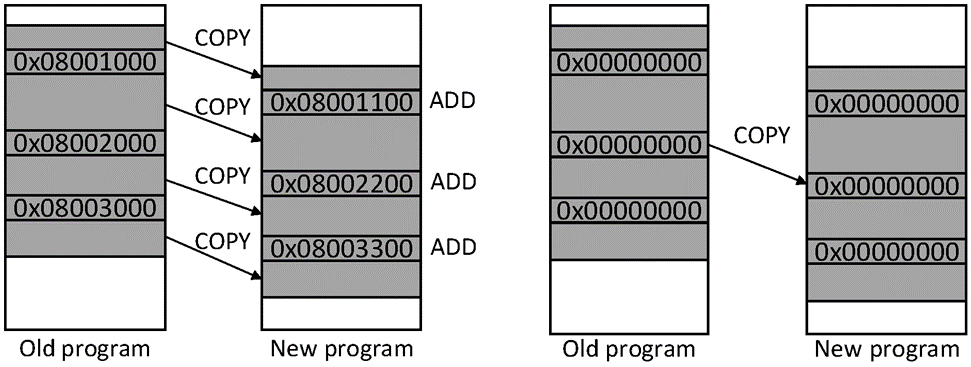 COPY
0x08001000
0x08001100 ADD
COPY
0x08002000
COPY
0x08002200 ADD
0x08003000
COPY
0x08003300 ADD
Old program
New program
0x00000000
0x00000000
0x00000000
COPY
0x00000000
0x00000000
0x00000000
Old program
New program